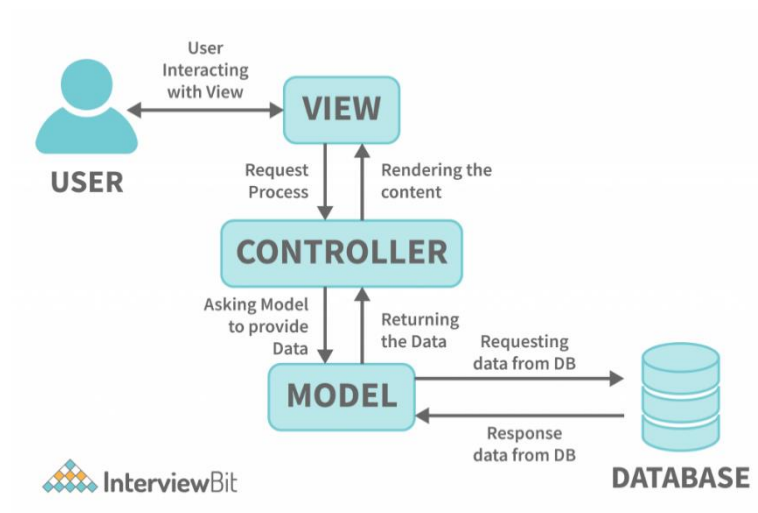 User
Interacting
with View
VIEW
USER
Request
Process
Rendering the
content
CONTROLLER
Asking Model
to provide
Data
Returning
the Data
Requesting
data from DB
MODEL
Response
data from DB
DATABASE
InterviewBit